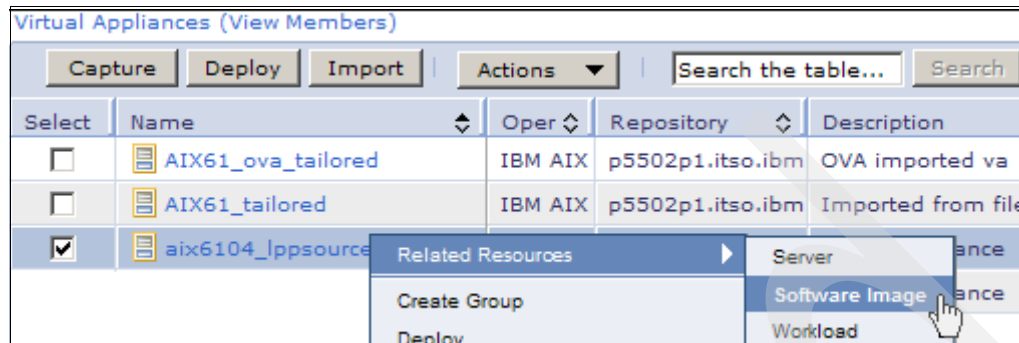 Virtual Appliances (View Members)
Capture Deploy Import Actions Search the table... Search
Select Name Oper Repository Description
AIX61_ova_tailored IBM AIX p5502p1.itso.ibm OVA imported va
AIX61_tailored IBM AIX p5502p1.itso.ibm Imported from file
aix6104_lppsource Related Resources Server ance
Create Group Software Image ance
Deploy Workload